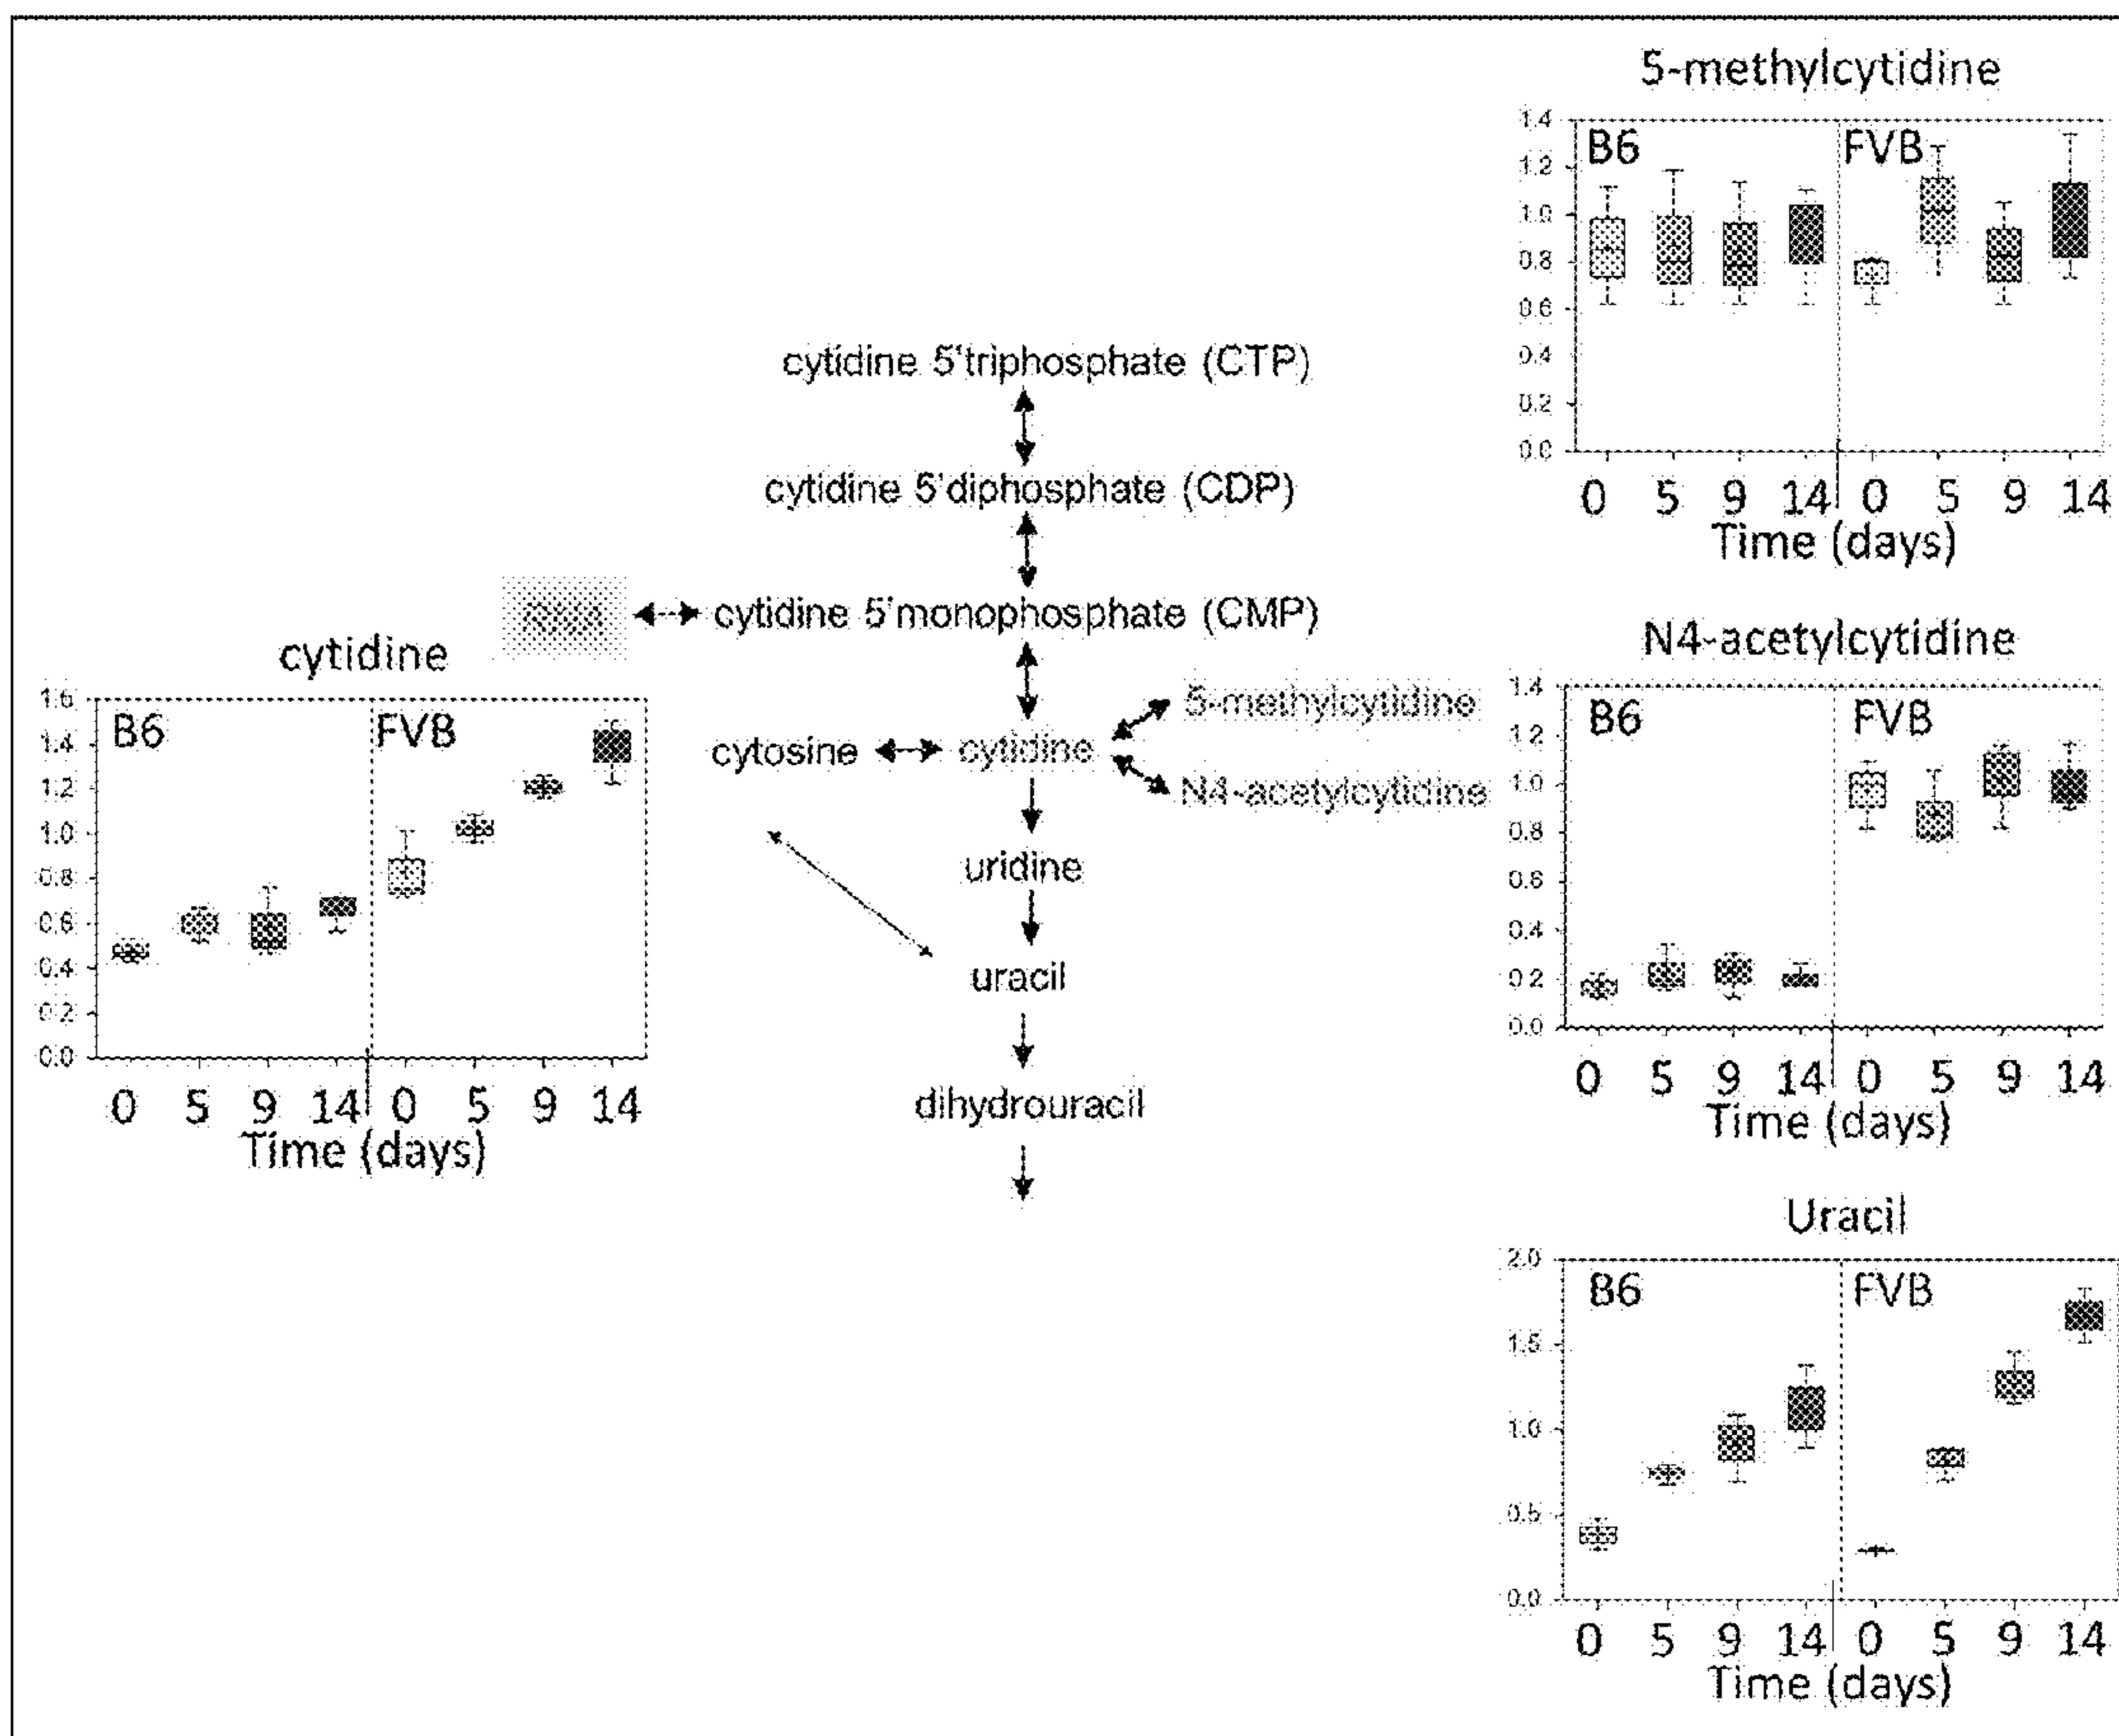 5-methylcytidine
1.4
1.2
1.0
0.8
0.6
0.4
0.2
0.0
B6
FVB
0 5 9 14 0 5 9 14
Time (days)
cytidine 5'triphosphate (CTP)
cytidine 5'diphosphate (CDP)
cytidine 5'monophosphate (CMP)
cytosine
cytidine
5-methylcytidine
N4-acetylcytidine
uridine
uracil
dihydrouracil
cytidine
1.6
1.4
1.2
1.0
0.8
0.6
0.4
0.2
0.0
B6
FVB
0 5 9 14 0 5 9 14
Time (days)
N4-acetylcytidine
1.4
1.2
1.0
0.8
0.6
0.4
0.2
0.0
B6
FVB
0 5 9 14 0 5 9 14
Time (days)
Uracil
2.0
1.5
1.0
0.5
0.0
B6
FVB
0 5 9 14 0 5 9 14
Time (days)